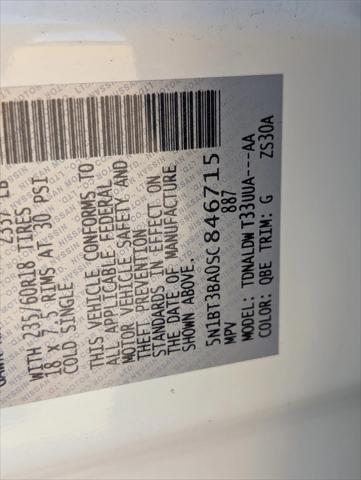 2357 LB
WITH 235/60R18 TIRES
18 X 7.5 RIMS AT 30 PSI
COLD SINGLE
THIS VEHICLE CONFORMS TO
ALL APPLICABLE FEDERAL
MOTOR VEHICLE SAFETY AND
THEFT PREVENTION
STANDARDS IN EFFECT ON
THE DATE OF MANUFACTURE
SHOWN ABOVE.
5N1BT3BA0SC846715
MPV 887
MODEL: TDNALDWT33UUA---AA
COLOR: QBE TRIM: G ZS30A